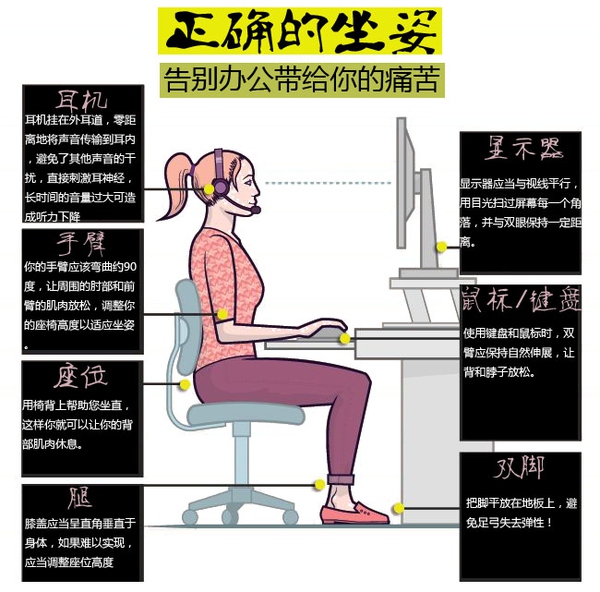 正确的坐姿
告别办公带给你的痛苦
耳机
耳机挂在外耳道，零距
离地将声音传输到耳内
，避免了其他声音的干
扰，直接刺激耳神经，
长时间的音量过大可造
成听力下降
手臂
你的手臂应该弯曲约90
度，让周围的肘部和前
臂的肌肉放松，调整你
的座椅高度以适应坐姿
。
座位
用椅背上帮助您坐直，
这样你就可以让你的背
部肌肉休息。
腿
膝盖应当呈直角垂直于
身体，如果难以实现，
应当调整座位高度
显示器
显示器应当与视线平行，
用目光扫过屏幕每一个角
落，并与双眼保持一定距
离。
鼠标/键盘
使用键盘和鼠标时，双
臂应保持自然伸展，让
背和脖子放松。
双脚
把脚平放在地板上，避
免足弓失去弹性！